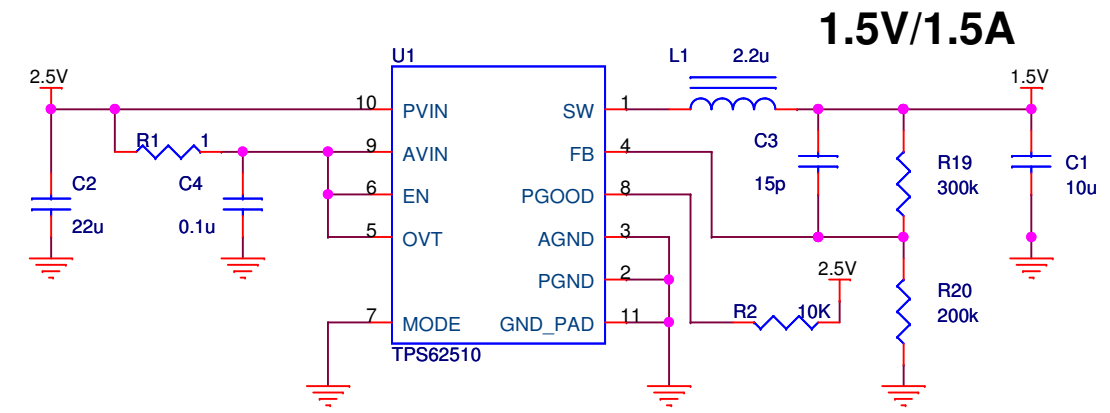 1.5V/1.5A
U1
L1 2.2u
2.5V
1.5V
10 PVIN
SW 1
R1 1
9 AVIN
FB 4
C3
15p
R19
300k
C1
10u
C2
22u
C4
0.1u
6 EN
PGOOD 8
5 OVT
AGND 3
PGND 2
2.5V
R20
200k
R2 10K
7 MODE
GND_PAD 11
TPS62510